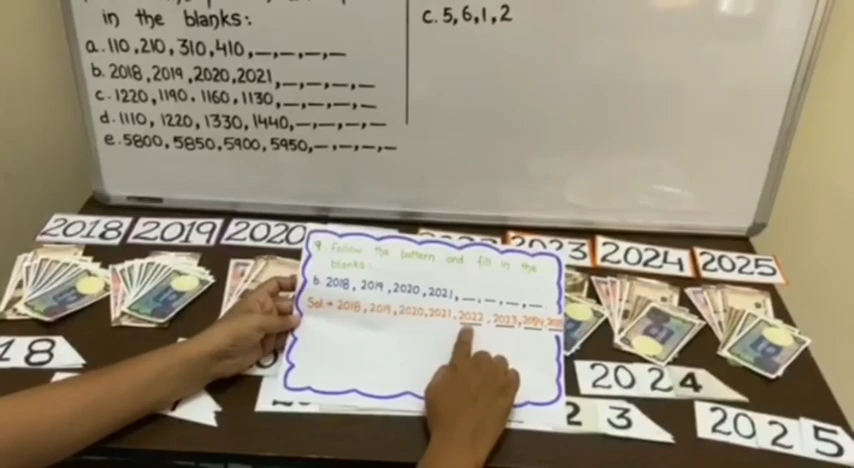 in the blanks:
a. 110, 210, 310, 410, _, _, _, _
b. 2018, 2019, 2020, 2021, _, _, _, _
c. 1220, 1190, 1160, 1130, _, _, _
d. 1110, 1220, 1330, 1440, _, _, _
e. 5800, 5850, 5900, 5950, _, _, _, _
c. 5, 6, 1, 2
2018 2019 2020 2023 2024 2025
9. Follow the pattern and fill in the
blanks:
b. 2018, 2019, 2020, 2021, _, _, _, _
Sol → 2018, 2019, 2020, 2021, 2022, 2023, 2024, 2025
18
2024
23
2025